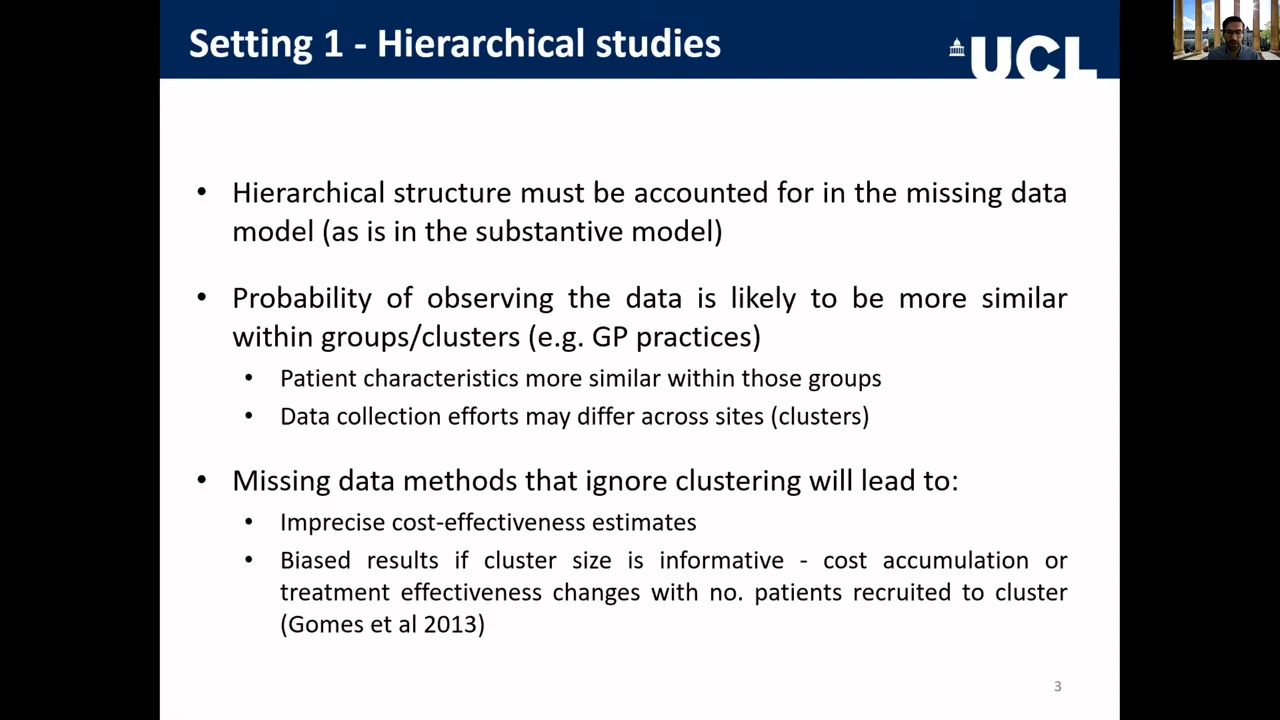 Setting 1 - Hierarchical studies
UCL
• Hierarchical structure must be accounted for in the missing data
model (as is in the substantive model)
• Probability of observing the data is likely to be more similar
within groups/clusters (e.g. GP practices)
• Patient characteristics more similar within those groups
• Data collection efforts may differ across sites (clusters)
• Missing data methods that ignore clustering will lead to:
• Imprecise cost-effectiveness estimates
• Biased results if cluster size is informative - cost accumulation or
treatment effectiveness changes with no. patients recruited to cluster
(Gomes et al 2013)
3